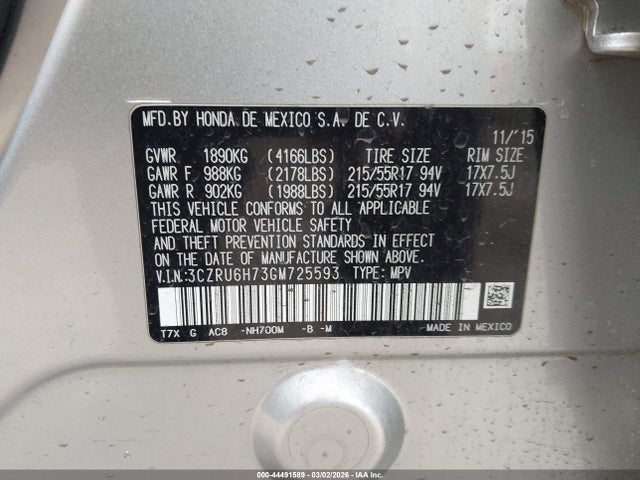 MFD.BY HONDA DE MEXICO S.A. DE C.V.
11/'15
GVWR 1890KG (4166LBS) TIRE SIZE RIM SIZE
GAWR F 988KG (2178LBS) 215/55R17 94V 17X7.5J
GAWR R 902KG (1988LBS) 215/55R17 94V 17X7.5J
THIS VEHICLE CONFORMS TO ALL APPLICABLE
FEDERAL MOTOR VEHICLE SAFETY
AND THEFT PREVENTION STANDARDS IN EFFECT
ON THE DATE OF MANUFACTURE SHOWN ABOVE.
V.I.N:3CZRU6H73GM725593 TYPE: MPV
T7X G AC8 -NH700M -B -M MADE IN MEXICO
000-44491589 - 03/02/2026 - © IAA Inc.